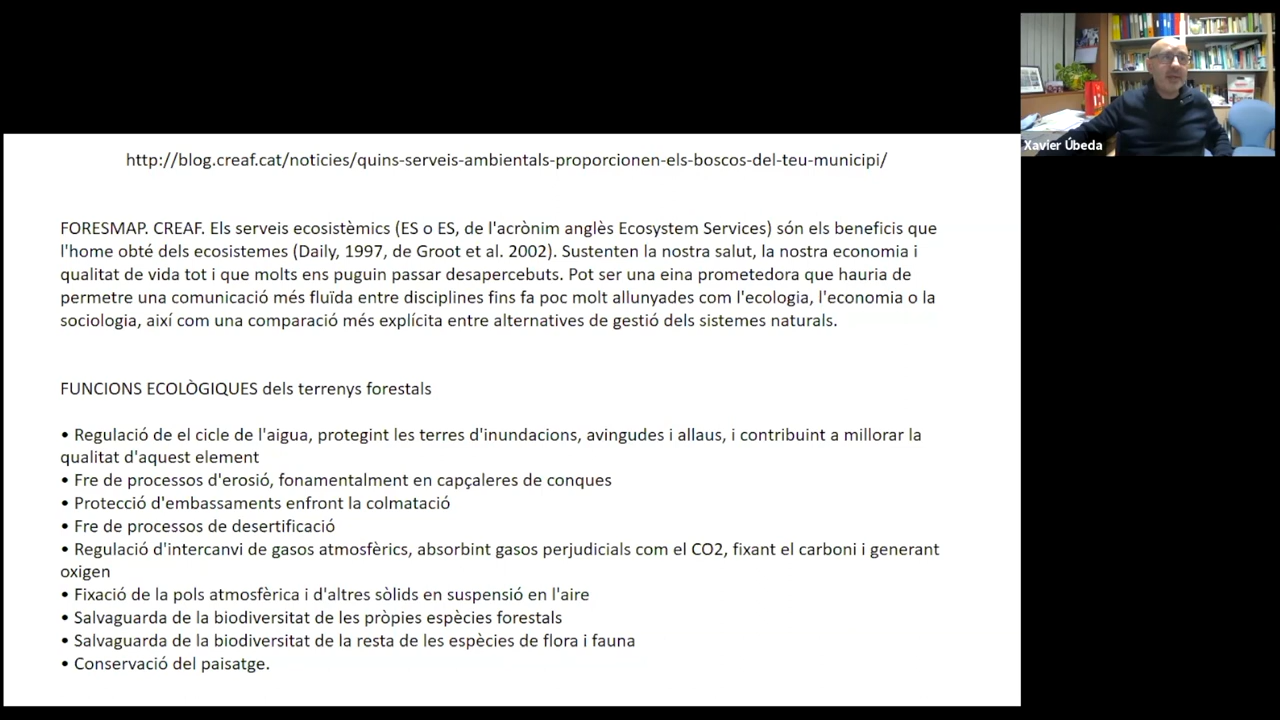 http://blog.creaf.cat/noticies/quins-serveis-ambientals-proporcionen-els-boscos-del-teu-municipi/
Xavier Úbeda
FORESMAP. CREAF. Els serveis ecosistèmics (ES o ES, de l'acrònim anglès Ecosystem Services) són els beneficis que
l'home obté dels ecosistemes (Daily, 1997, de Groot et al. 2002). Sustenten la nostra salut, la nostra economia i
qualitat de vida tot i que molts ens puguin passar desapercebuts. Pot ser una eina prometedora que hauria de
permetre una comunicació més fluïda entre disciplines fins fa poc molt allunyades com l'ecologia, l'economia o la
sociologia, així com una comparació més explícita entre alternatives de gestió dels sistemes naturals.
FUNCIONS ECOLÒGIQUES dels terrenys forestals
• Regulació de el cicle de l'aigua, protegint les terres d'inundacions, avingudes i allaus, i contribuint a millorar la
qualitat d'aquest element
• Fre de processos d'erosió, fonamentalment en capçaleres de conques
• Protecció d'embassaments enfront la colmatació
• Fre de processos de desertificació
• Regulació d'intercanvi de gasos atmosfèrics, absorbint gasos perjudicials com el CO2, fixant el carboni i generant
oxigen
• Fixació de la pols atmosfèrica i d'altres sòlids en suspensió en l'aire
• Salvaguarda de la biodiversitat de les pròpies espècies forestals
• Salvaguarda de la biodiversitat de la resta de les espècies de flora i fauna
• Conservació del paisatge.